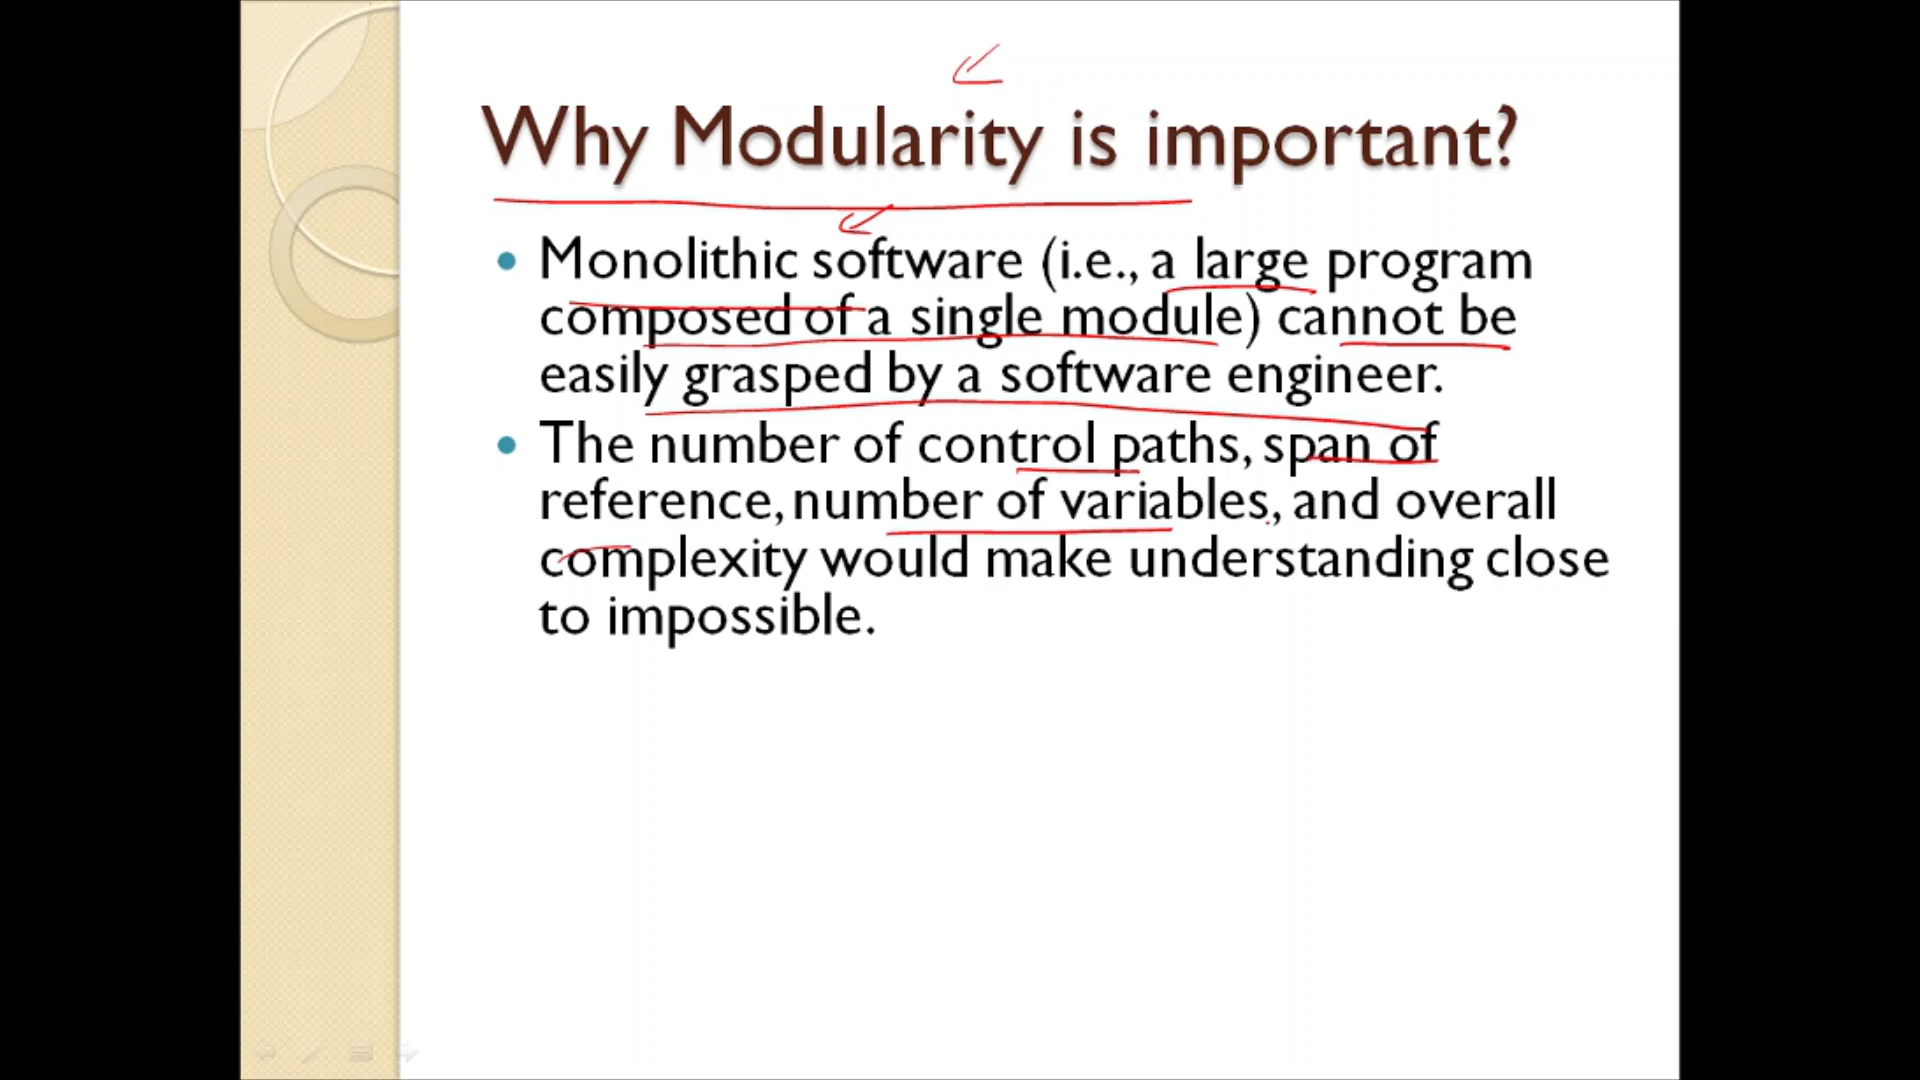 Why Modularity is important?
• Monolithic software (i.e., a large program
composed of a single module) cannot be
easily grasped by a software engineer.
• The number of control paths, span of
reference, number of variables, and overall
complexity would make understanding close
to impossible.